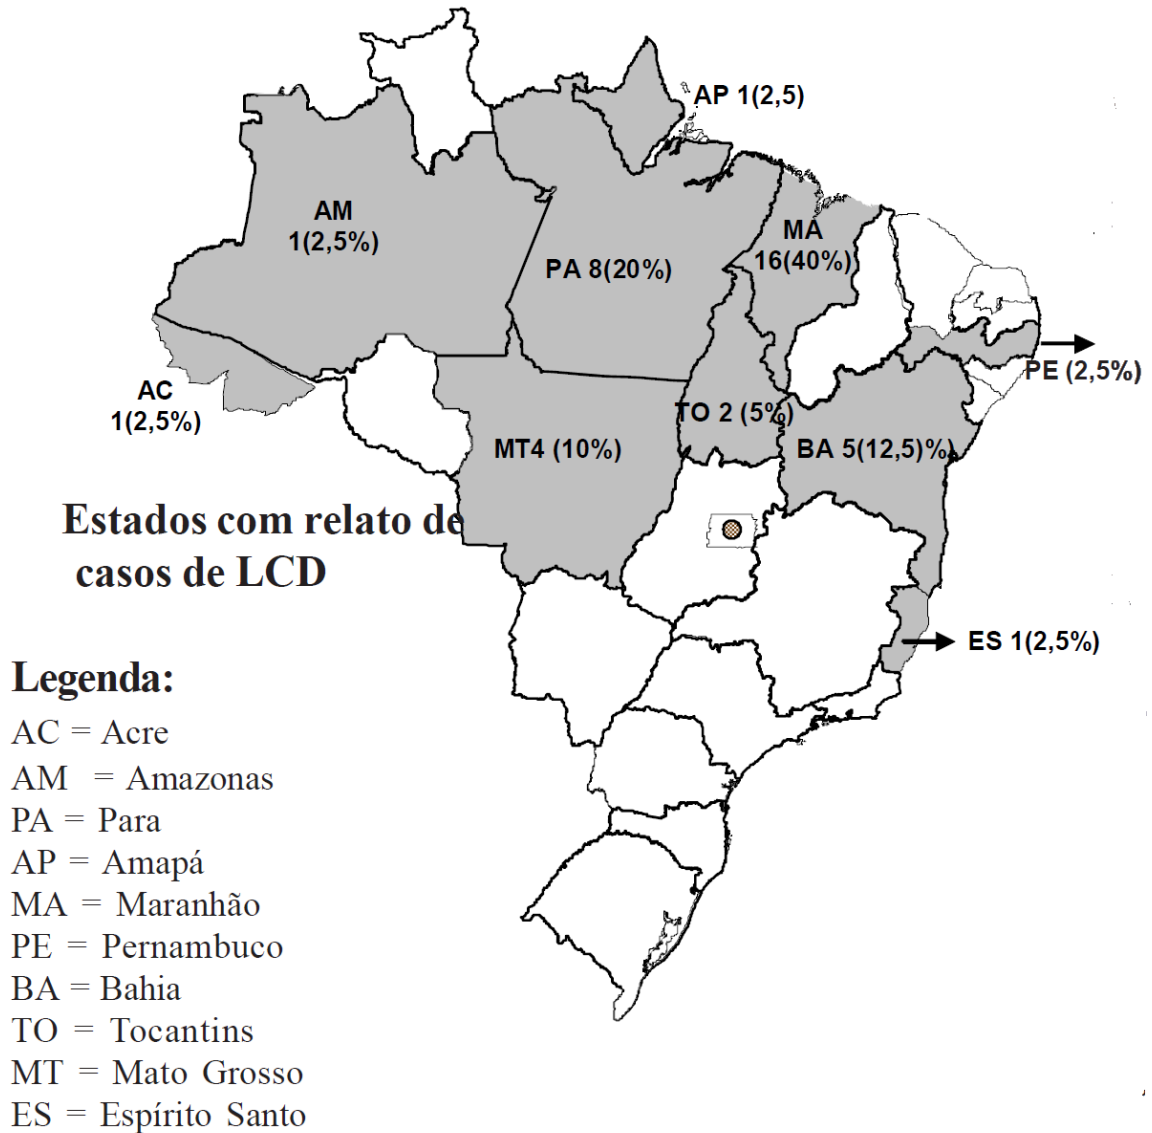 AP 1(2,5)
AM
1(2,5%)
MA
16(40%)
PA 8(20%)
PE (2,5%)
AC
1(2,5%)
TO 2 (5%)
MT4 (10%)
BA 5(12,5)%)
Estados com relato de
casos de LCD
ES 1(2,5%)
Legenda:
AC = Acre
AM = Amazonas
PA = Para
AP = Amapá
MA = Maranhão
PE = Pernambuco
BA = Bahia
TO = Tocantins
MT = Mato Grosso
ES = Espírito Santo